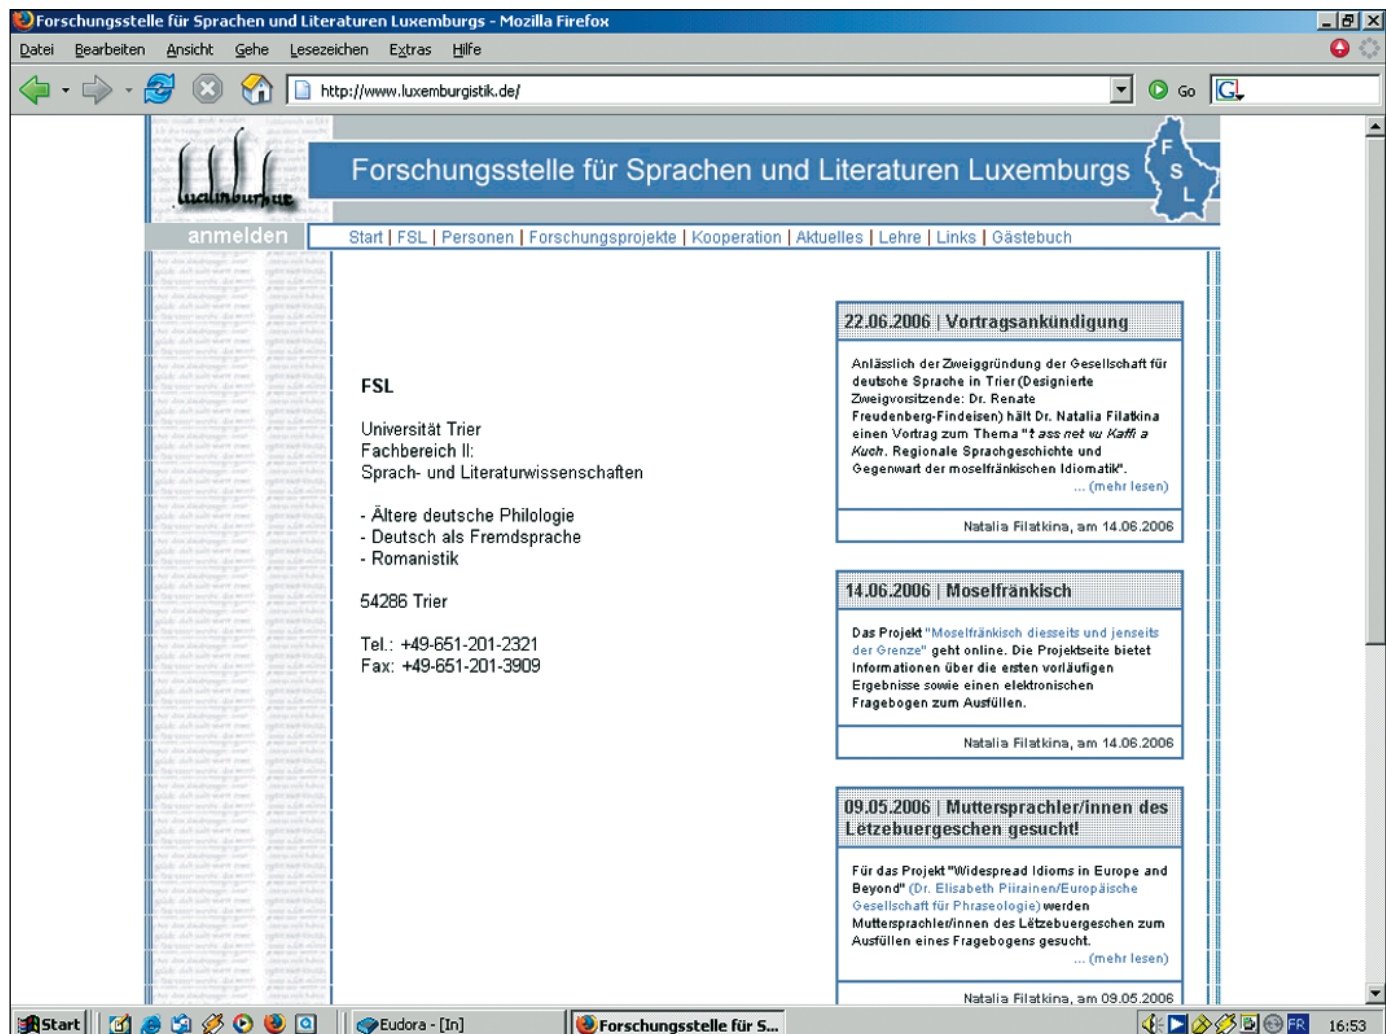 Forschungsstelle für Sprachen und Literaturen Luxemburgs - Mozilla Firefox
Datei Bearbeiten Ansicht Gehe Lesezeichen Extras Hilfe
http://www.luxemburgistik.de/
Go
G
Forschungsstelle für Sprachen und Literaturen Luxemburgs
F
S
L
anmelden
Start | FSL | Personen | Forschungsprojekte | Kooperation | Aktuelles | Lehre | Links | Gästebuch
FSL
Universität Trier
Fachbereich II:
Sprach- und Literaturwissenschaften
- Ältere deutsche Philologie
- Deutsch als Fremdsprache
- Romanistik
54286 Trier
Tel.: +49-651-201-2321
Fax: +49-651-201-3909
22.06.2006 | Vortragsankündigung
Anlässlich der Zweiggründung der Gesellschaft für
deutsche Sprache in Trier (Designierte
Zweigvorsitzende: Dr. Renate
Freudenberg-Findeisen) hält Dr. Natalia Filatkina
einen Vortrag zum Thema "t ass net vu Kaffi a
Kuch. Regionale Sprachgeschichte und
Gegenwart der moselfränkischen Idiomatik".
... (mehr lesen)
Natalia Filatkina, am 14.06.2006
14.06.2006 | Moselfränkisch
Das Projekt "Moselfränkisch diesseits und jenseits
der Grenze" geht online. Die Projektseite bietet
Informationen über die ersten vorläufigen
Ergebnisse sowie einen elektronischen
Fragebogen zum Ausfüllen.
Natalia Filatkina, am 14.06.2006
09.05.2006 | Muttersprachler/innen des
Lëtzebuergeschen gesucht!
Für das Projekt "Widespread Idioms in Europe and
Beyond" (Dr. Elisabeth Piirainen/Europäische
Gesellschaft für Phraseologie) werden
Muttersprachler/innen des Lëtzebuergeschen zum
Ausfüllen eines Fragebogens gesucht.
... (mehr lesen)
Natalia Filatkina, am 09.05.2006
Start Eudora - [In] Forschungsstelle für S... FR 16:53